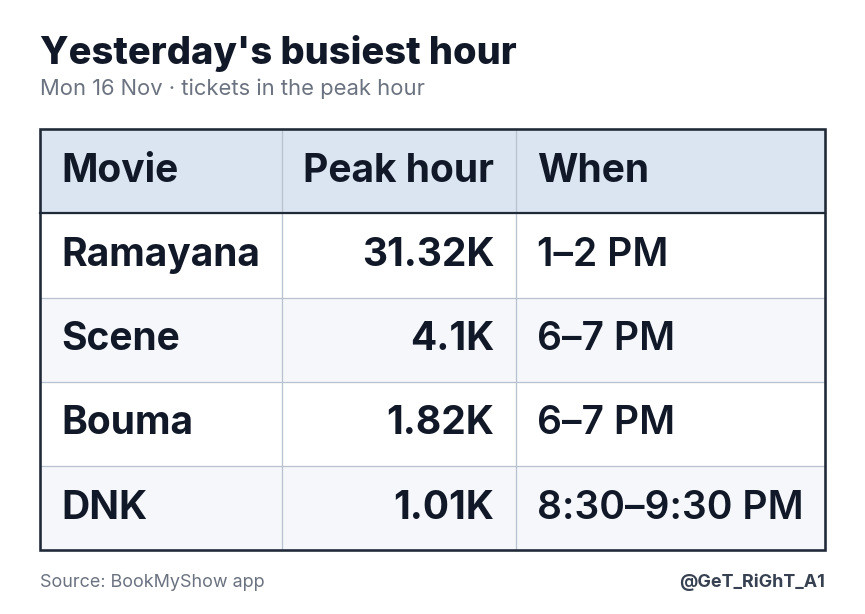 Yesterday's busiest hour
Mon 16 Nov · tickets in the peak hour
Movie Peak hour When
Ramayana 31.32K 1–2 PM
Scene 4.1K 6–7 PM
Bouma 1.82K 6–7 PM
DNK 1.01K 8:30–9:30 PM
Source: BookMyShow app @GeT_RiGhT_A1